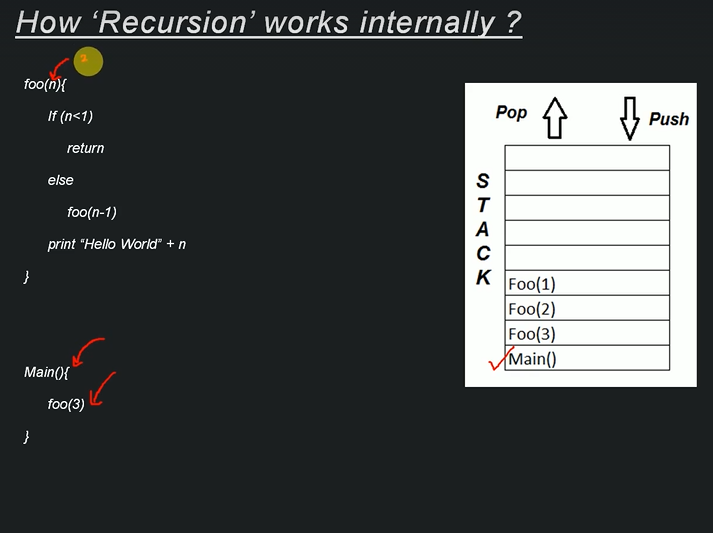 How ‘Recursion’ works internally ?
foo(n){
If (n<1)
return
else
foo(n-1)
print “Hello World” + n
}
Main(){
foo(3)
}
Pop
Push
STACK
Foo(1)
Foo(2)
Foo(3)
Main()